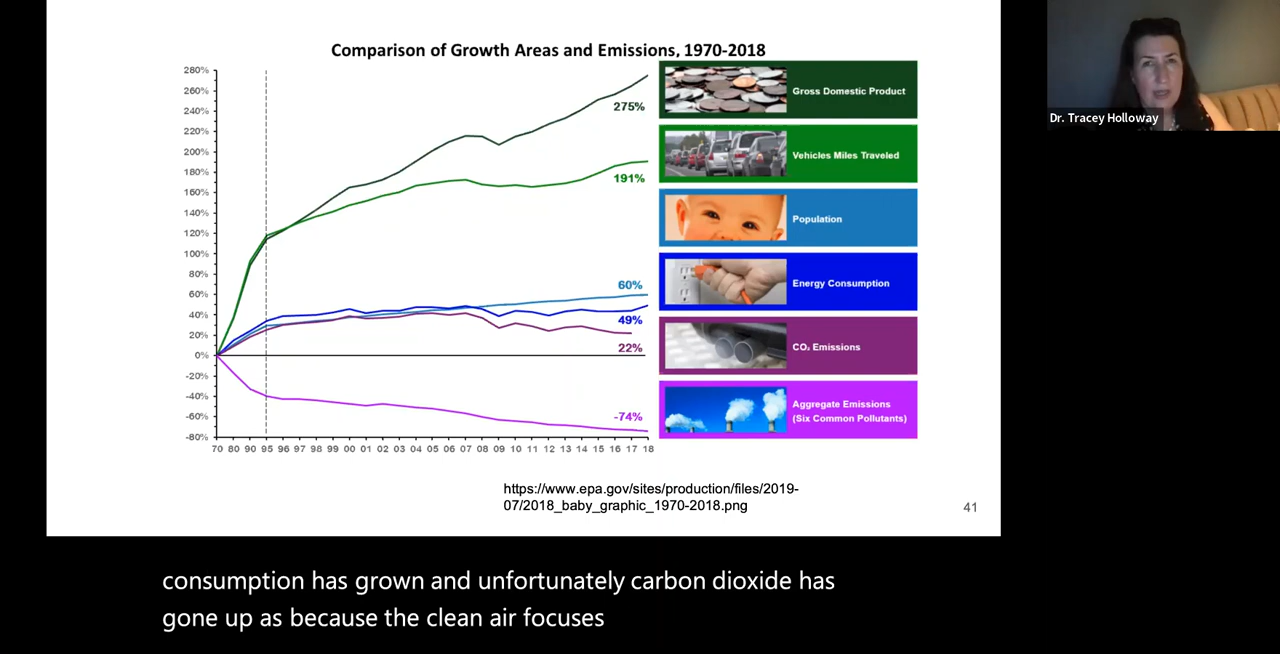 Comparison of Growth Areas and Emissions, 1970-2018
280%
260%
240%
220%
200%
180%
160%
140%
120%
100%
80%
60%
40%
20%
0%
-20%
-40%
-60%
-80%
70 80 90 95 96 97 98 99 00 01 02 03 04 05 06 07 08 09 10 11 12 13 14 15 16 17 18
275%
191%
60%
49%
22%
-74%
Gross Domestic Product
Vehicles Miles Traveled
Population
Energy Consumption
CO₂ Emissions
Aggregate Emissions
(Six Common Pollutants)
https://www.epa.gov/sites/production/files/2019-
07/2018_baby_graphic_1970-2018.png
41
Dr. Tracey Holloway
consumption has grown and unfortunately carbon dioxide has
gone up as because the clean air focuses